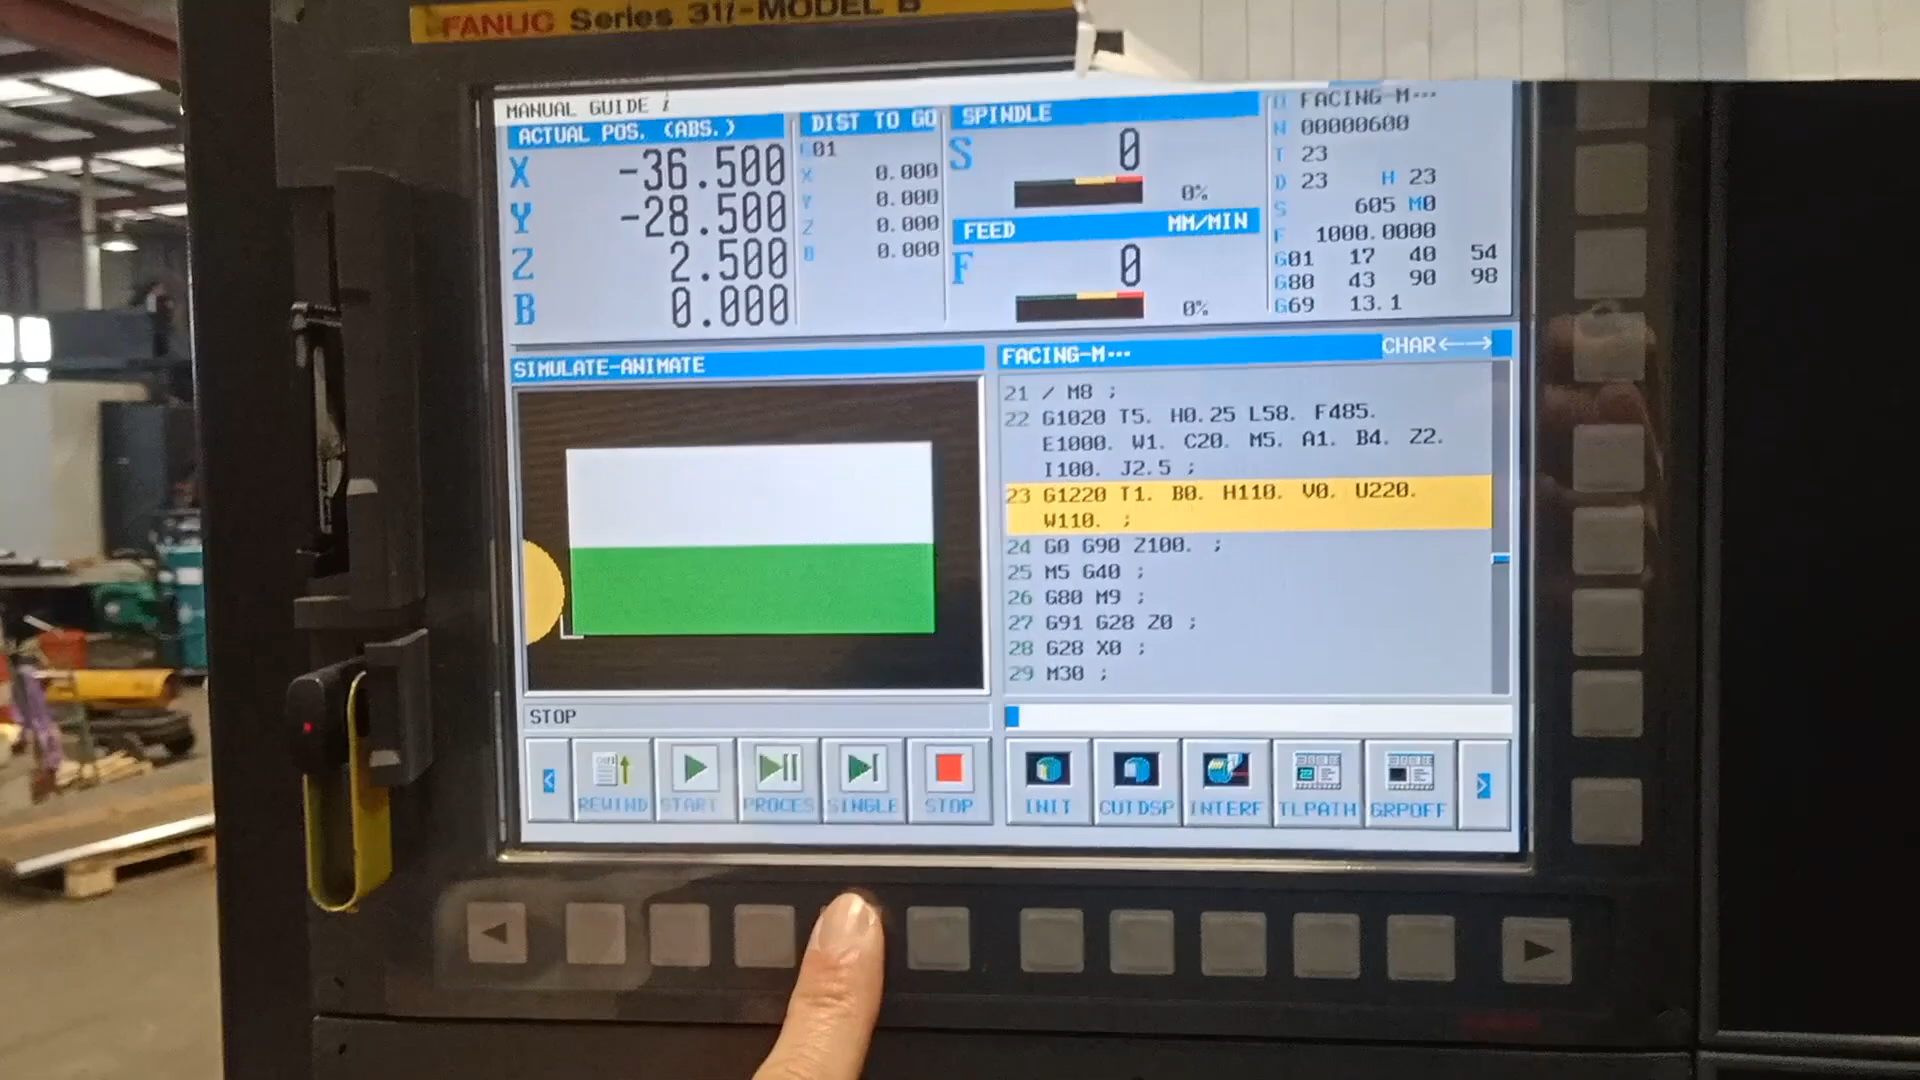 FANUC Series 31i-MODEL B
MANUAL GUIDE i
ACTUAL POS. (ABS.)
X -36.500
Y -28.500
Z 2.500
B 0.000
DIST TO GO
G01
X 0.000
Y 0.000
Z 0.000
B 0.000
SPINDLE
S 0
0%
FEED MM/MIN
F 0
0%
O FACING-M···
N 00000600
T 23
D 23 H 23
S 605 M0
F 1000.0000
G01 17 40 54
G80 43 90 98
G69 13.1
SIMULATE-ANIMATE
FACING-M···
CHAR←→
21 / M8 ;
22 G1020 T5. H0.25 L58. F485.
E1000. W1. C20. M5. A1. B4. Z2.
I100. J2.5 ;
23 G1220 T1. B0. H110. V0. U220.
W110. ;
24 G0 G90 Z100. ;
25 M5 G40 ;
26 G80 M9 ;
27 G91 G28 Z0 ;
28 G28 X0 ;
29 M30 ;
STOP
< REWIND START PROCES SINGLE STOP INIT CUTDSP INTERF TLPATH GRPOFF >